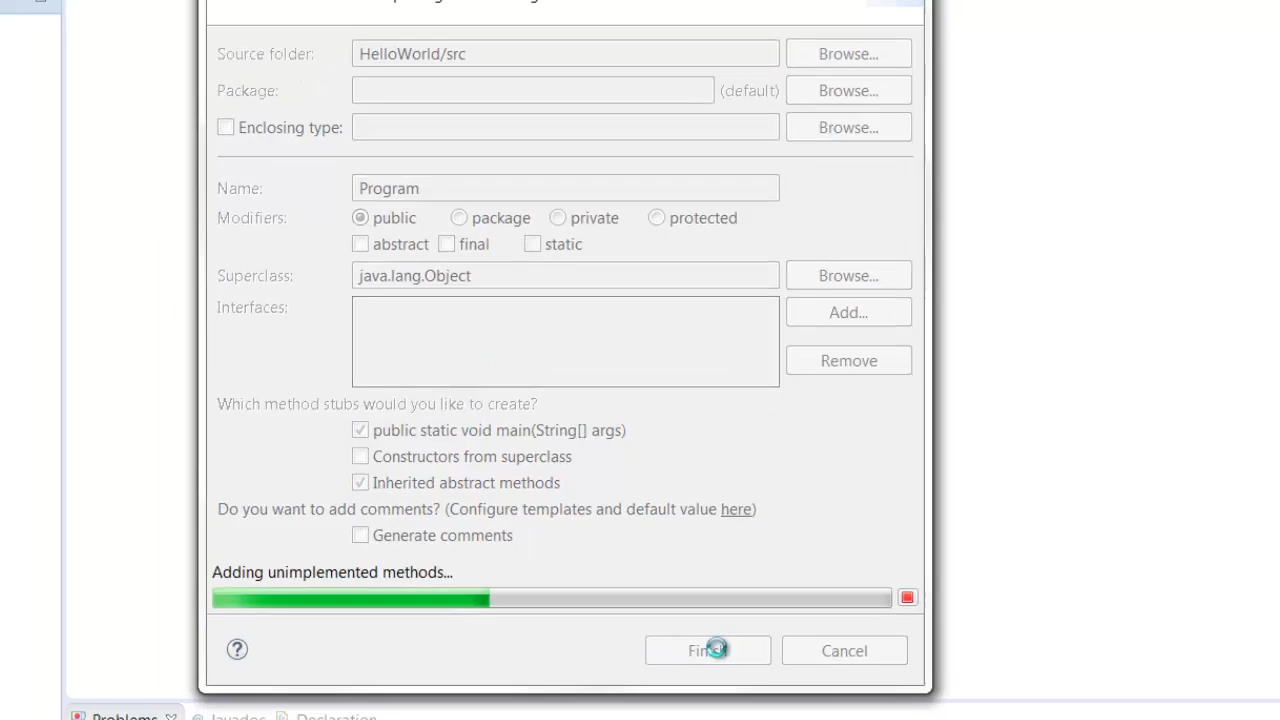 Source folder: HelloWorld/src Browse...
Package: (default) Browse...
Enclosing type: Browse...
Name: Program
Modifiers: public package private protected
abstract final static
Superclass: java.lang.Object Browse...
Interfaces: Add...
Remove
Which method stubs would you like to create?
public static void main(String[] args)
Constructors from superclass
Inherited abstract methods
Do you want to add comments? (Configure templates and default value here)
Generate comments
Adding unimplemented methods...
Cancel
Problems Javadoc Declaration